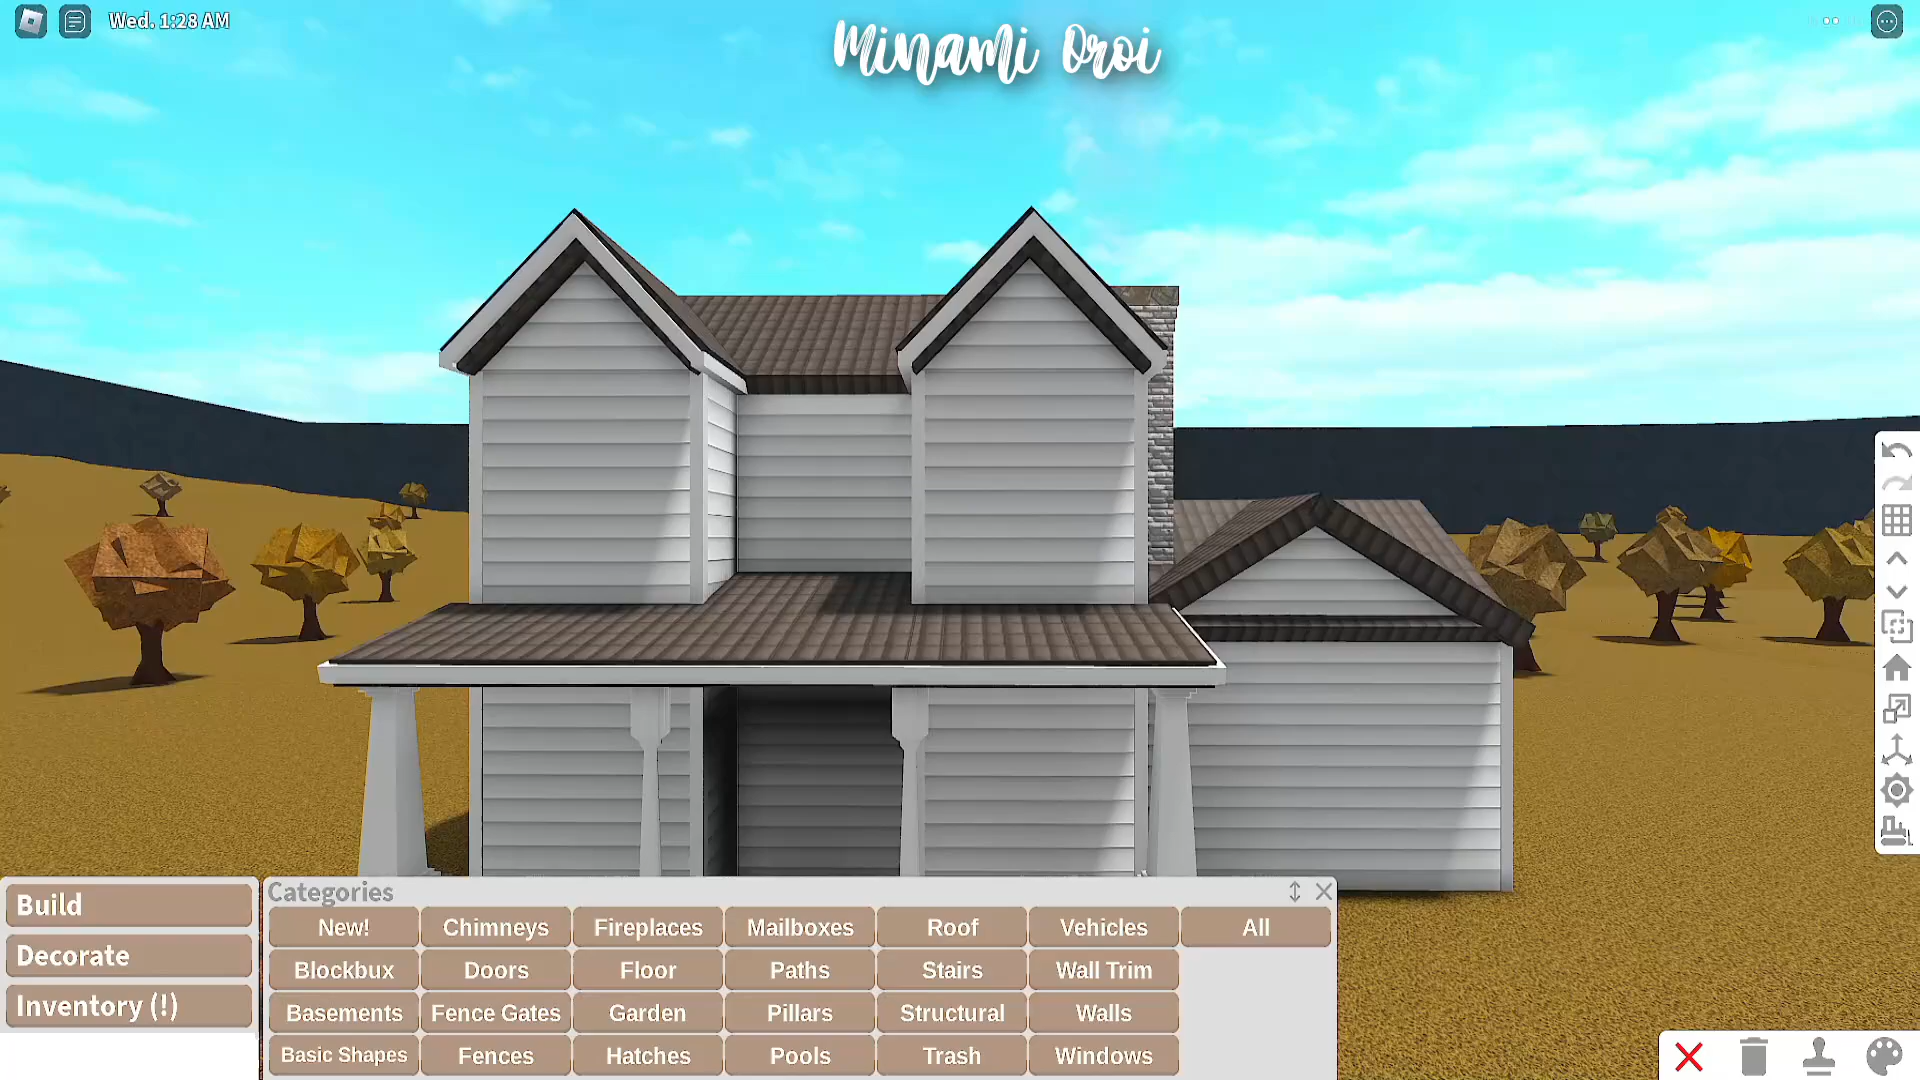 Wed. 1:28 AM
Minami Oroi
Build
Decorate
Inventory (!)
Categories
New! Chimneys Fireplaces Mailboxes Roof Vehicles All
Blockbux Doors Floor Paths Stairs Wall Trim
Basements Fence Gates Garden Pillars Structural Walls
Basic Shapes Fences Hatches Pools Trash Windows